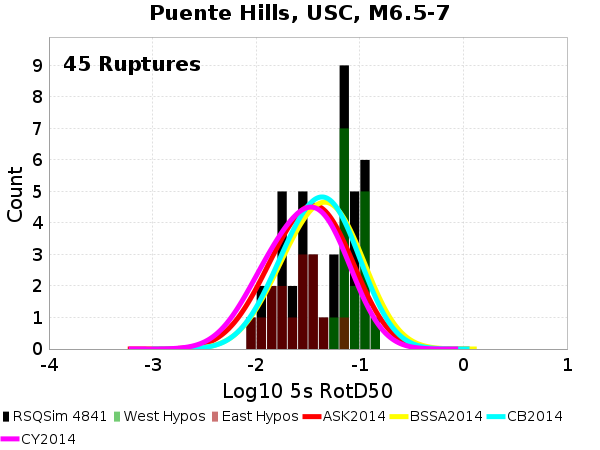 Puente Hills, USC, M6.5-7
45 Ruptures
9
8
7
6
5
4
3
2
1
0
Count
-4 -3 -2 -1 0 1
Log10 5s RotD50
RSQSim 4841 West Hypos East Hypos ASK2014 BSSA2014 CB2014
CY2014